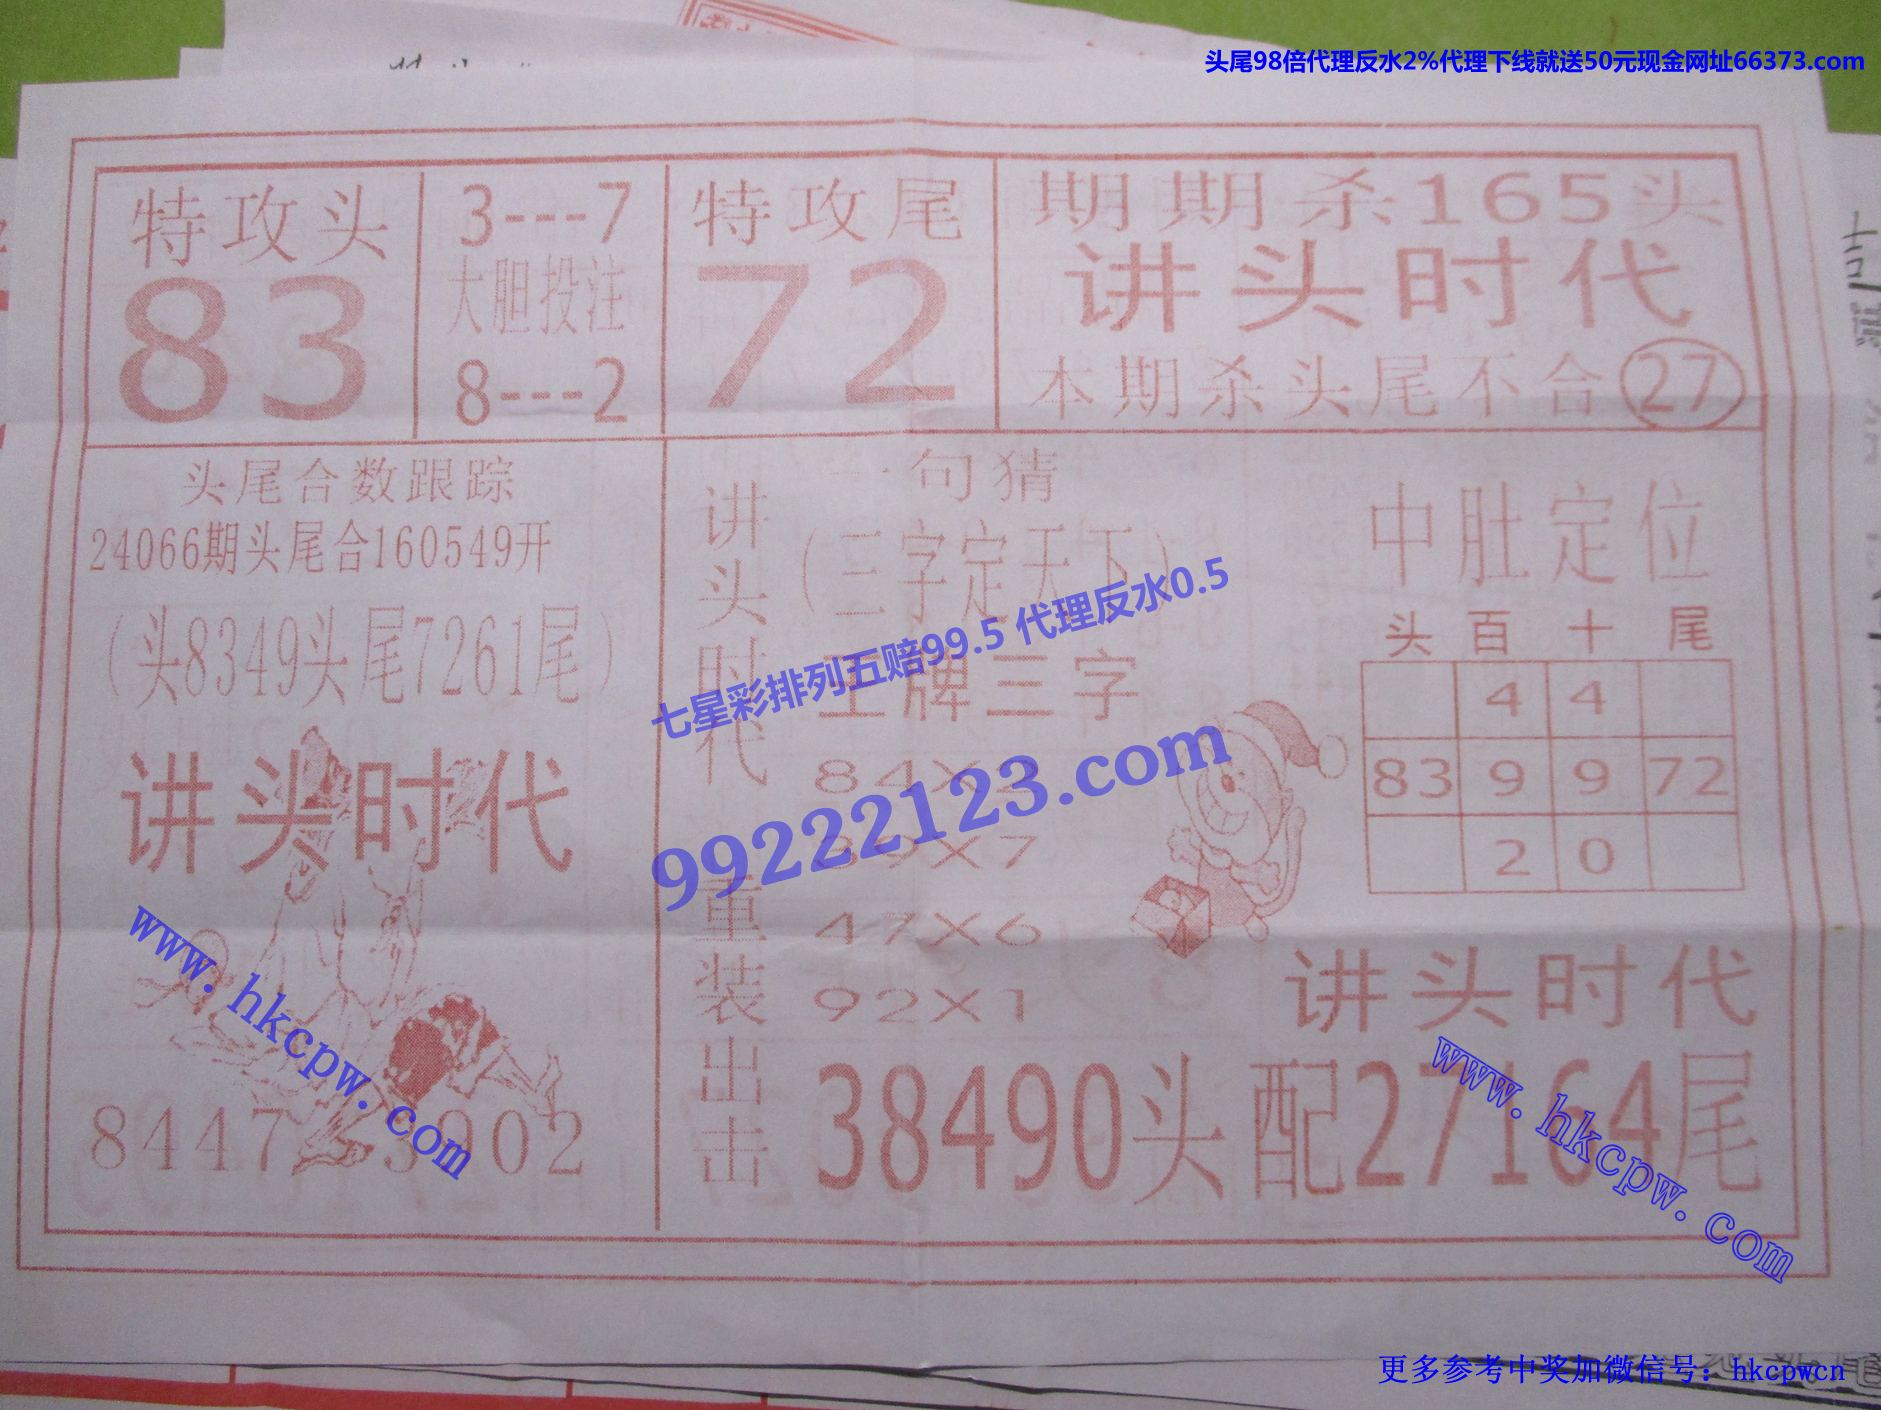 头尾98倍代理反水2%代理下线就送50元现金网址66373.com
特攻头
83
3---7
大胆投注
8---2
特攻尾
72
期期杀165头
讲头时代
本期杀头尾不合27
头尾合数跟踪
24066期头尾合160549开
（头8349头尾7261尾）
讲头时代
8447
902
讲头时代
重装出击
一句猜
（三字定天下）
王牌三字
84X2
39X7
47X6
92X1
中肚定位
头 百 十 尾
4 4
83 9 9 72
2 0
讲头时代
38490头配27164尾
七星彩排列五赔99.5 代理反水0.5
99222123.com
www.hkcpw.com
www.hkcpw.com
更多参考中奖加微信号：hkcpwcn